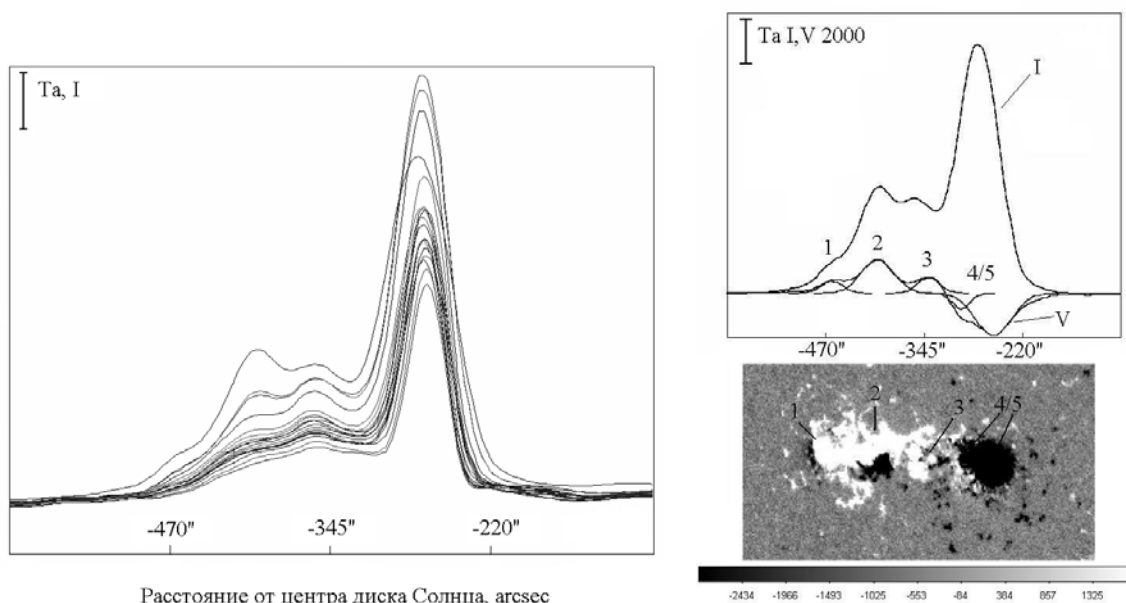 Ta, I
-470" -345" -220"
Расстояние от центра диска Солнца, arcsec
Ta I,V 2000
I
1 2 3 4/5
V
-470" -345" -220"
1 2 3 4/5
-2434 -1966 -1493 -1025 -553 -84 384 857 1325